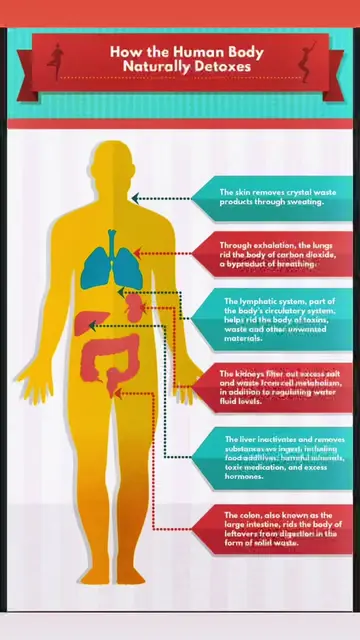 How the Human Body
Naturally Detoxes
The skin removes crystal waste
products through sweating.
Through exhalation, the lungs
rid the body of carbon dioxide,
a byproduct of breathing.
The lymphatic system, part of
the body's circulatory system,
helps rid the body of toxins,
waste and other unwanted
materials.
The kidneys filter out excess salt
and waste from cell metabolism,
in addition to regulating water
fluid levels.
The liver inactivates and removes
substances we ingest, including
food additives, harmful minerals,
toxic medication, and excess
hormones.
The colon, also known as the
large intestine, rids the body of
leftovers from digestion in the
form of solid waste.